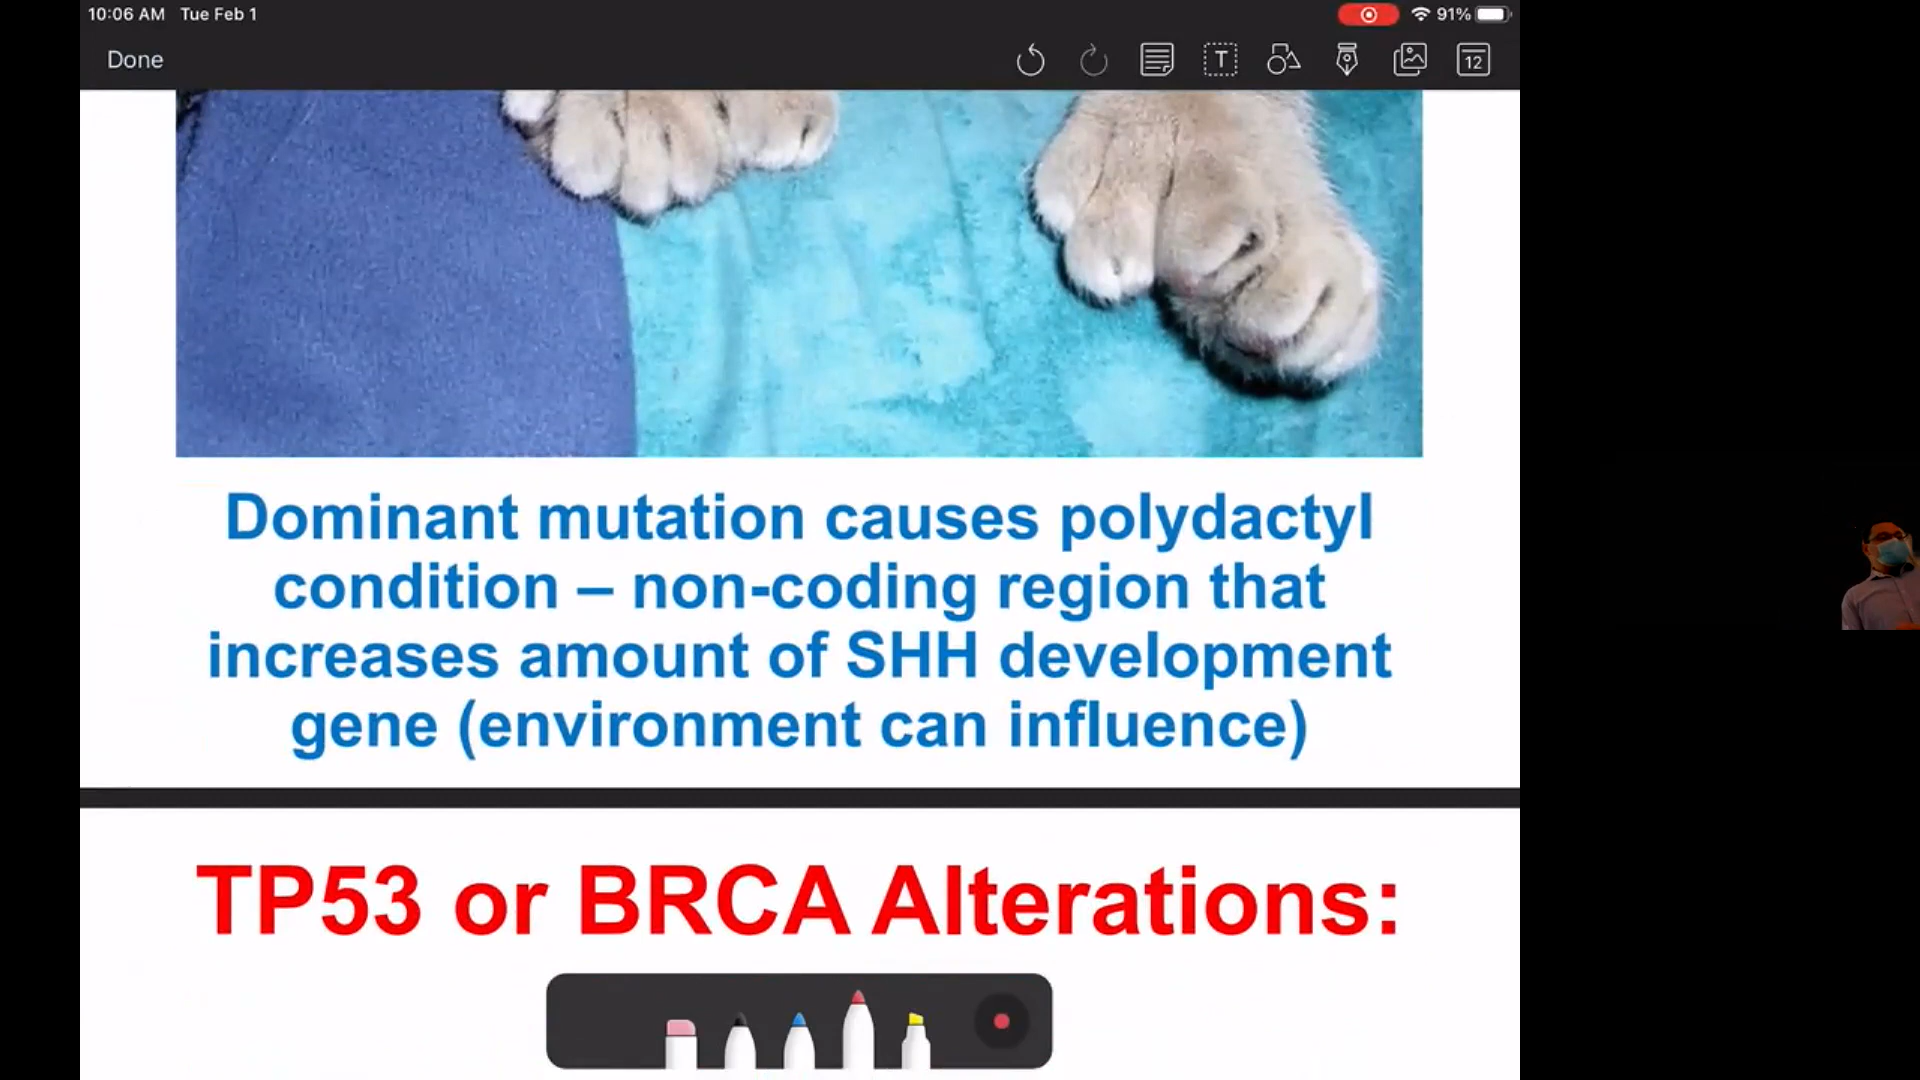 10:06 AM Tue Feb 1 91%
Done T 12
Dominant mutation causes polydactyl
condition – non-coding region that
increases amount of SHH development
gene (environment can influence)
TP53 or BRCA Alterations: